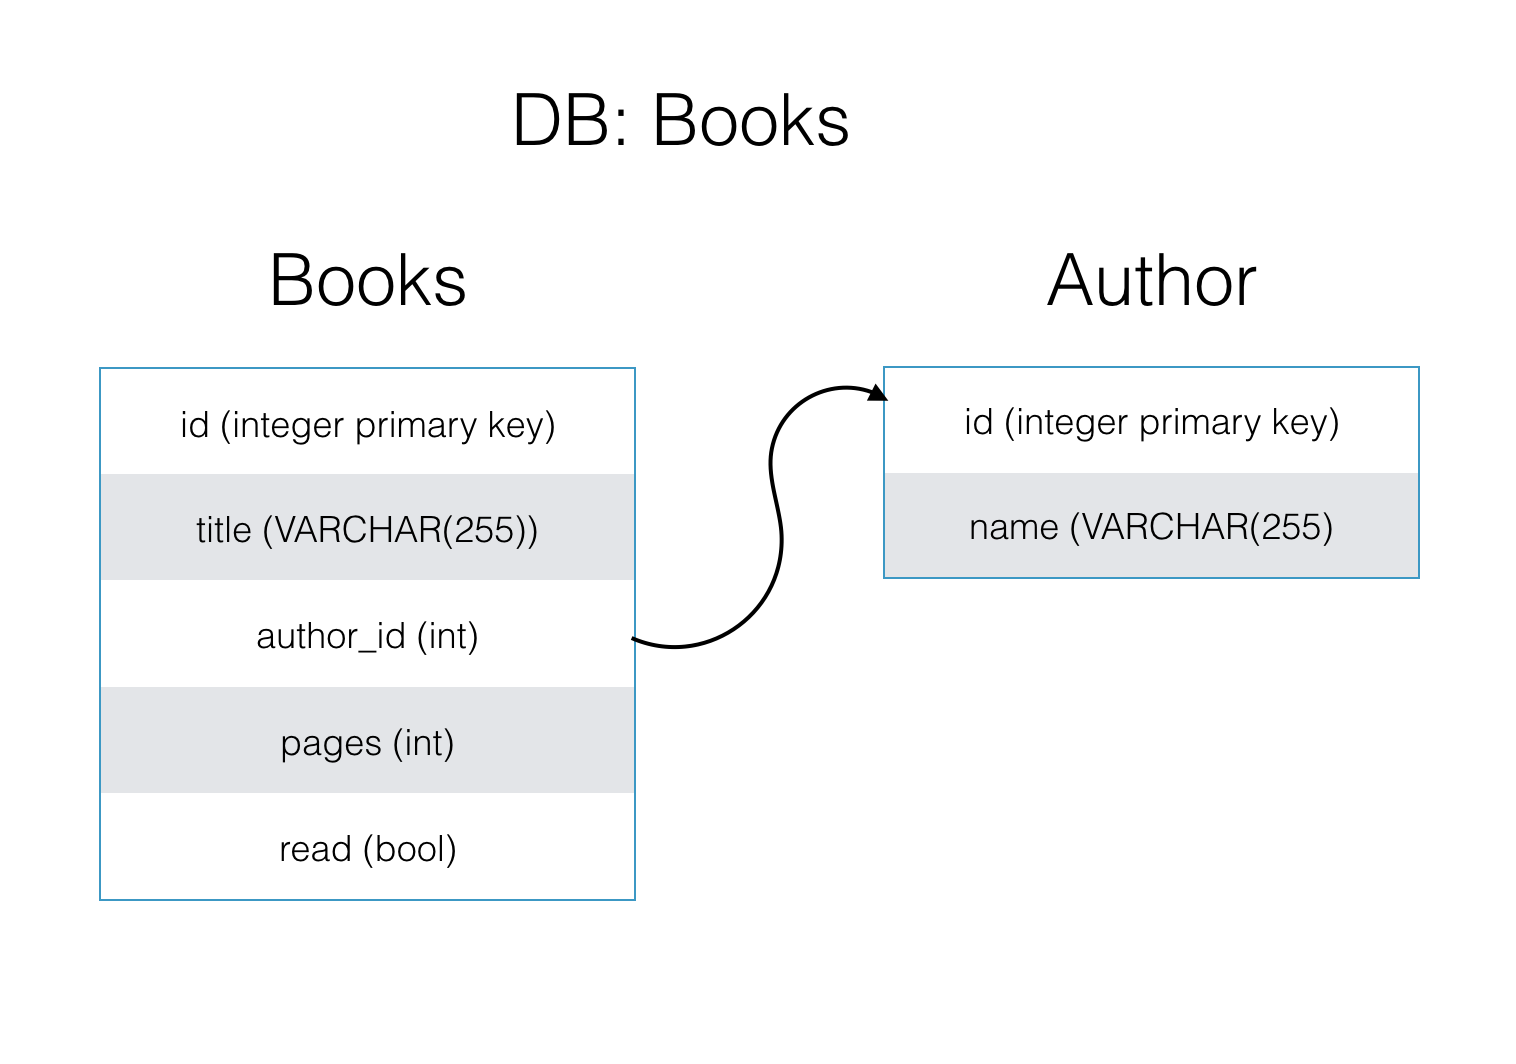 DB: Books
Books
id (integer primary key)
title (VARCHAR(255))
author_id (int)
pages (int)
read (bool)
Author
id (integer primary key)
name (VARCHAR(255)